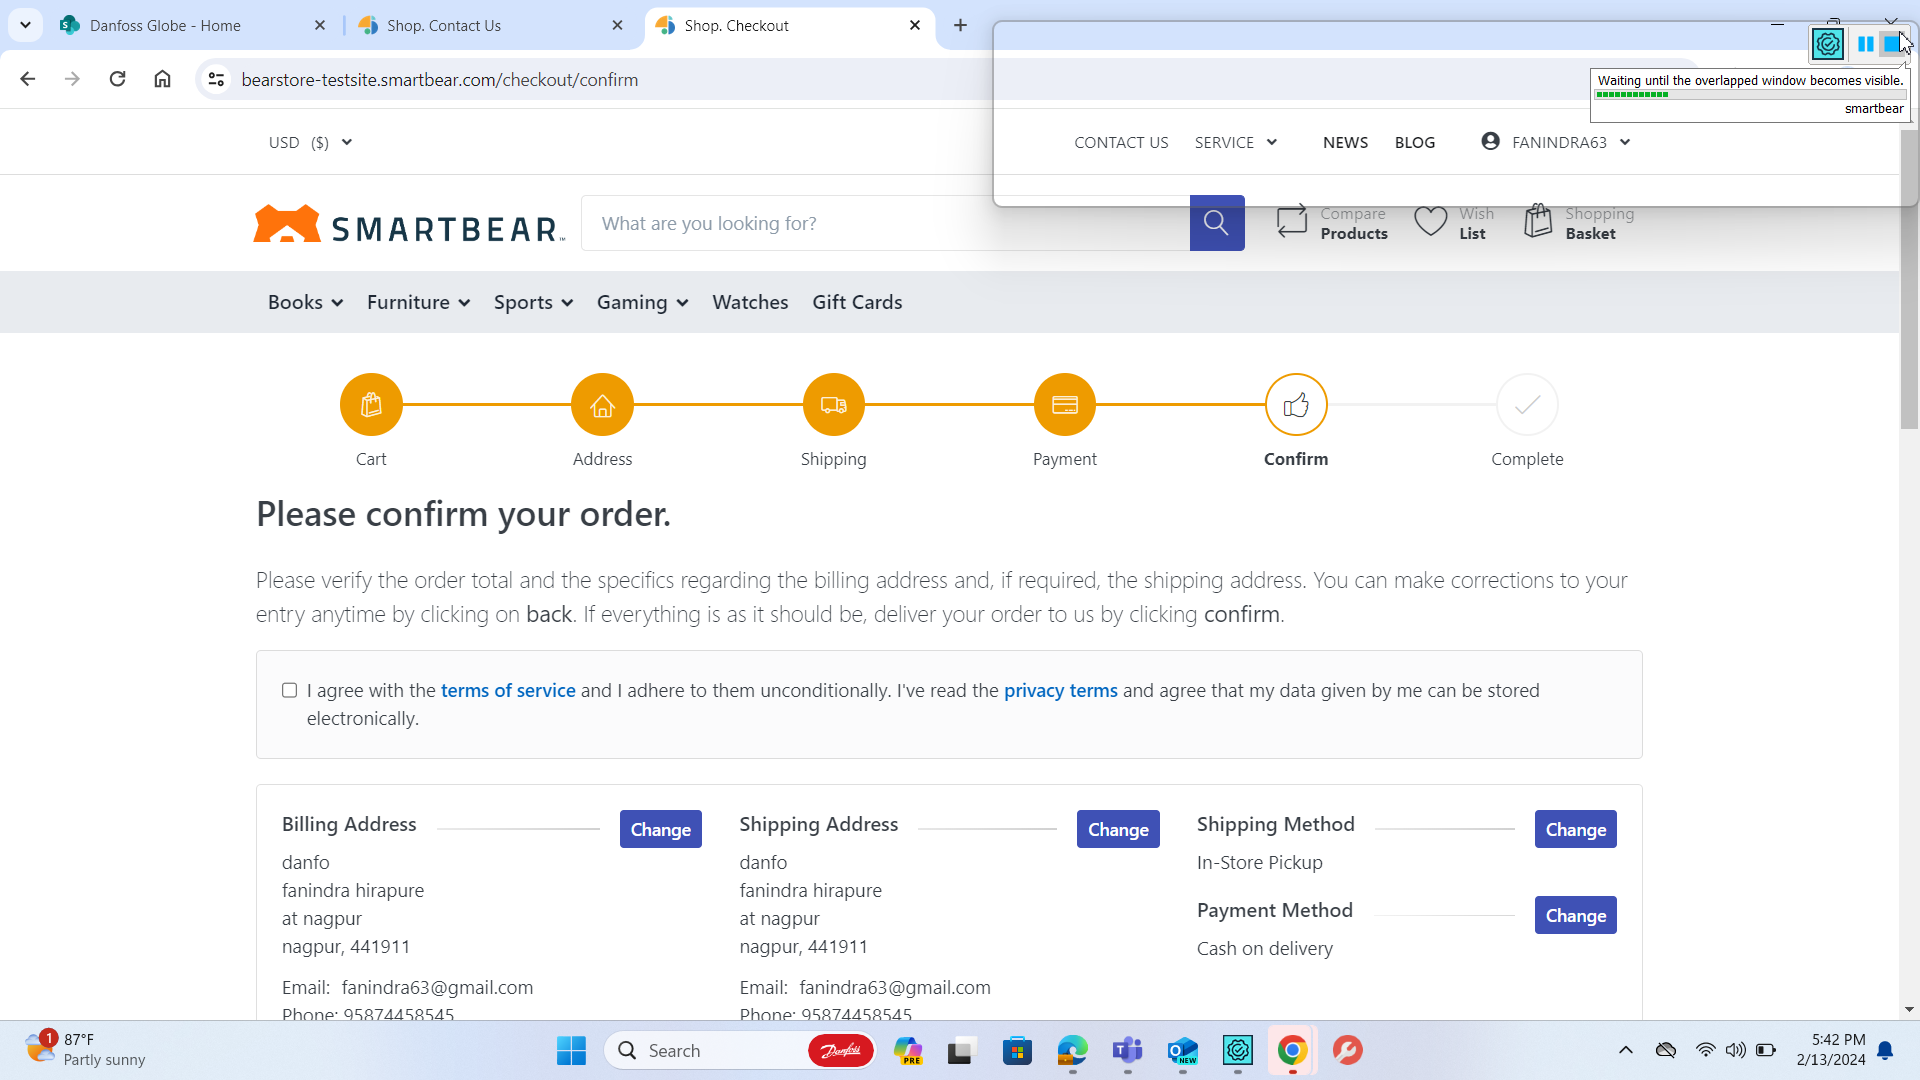 Danfoss Globe - Home
Shop. Contact Us
Shop. Checkout
bearstore-testsite.smartbear.com/checkout/confirm
Waiting until the overlapped window becomes visible.
smartbear
USD ($)
CONTACT US
SERVICE
NEWS
BLOG
FANINDRA63
SMARTBEAR
What are you looking for?
Compare
Products
Wish
List
Shopping
Basket
Books
Furniture
Sports
Gaming
Watches
Gift Cards
Cart
Address
Shipping
Payment
Confirm
Complete
Please confirm your order.
Please verify the order total and the specifics regarding the billing address and, if required, the shipping address. You can make corrections to your
entry anytime by clicking on back. If everything is as it should be, deliver your order to us by clicking confirm.
I agree with the terms of service and I adhere to them unconditionally. I've read the privacy terms and agree that my data given by me can be stored
electronically.
Billing Address
Change
danfo
fanindra hirapure
at nagpur
nagpur, 441911
Email: fanindra63@gmail.com
Phone: 95874458545
Shipping Address
Change
danfo
fanindra hirapure
at nagpur
nagpur, 441911
Email: fanindra63@gmail.com
Phone: 95874458545
Shipping Method
Change
In-Store Pickup
Payment Method
Change
Cash on delivery
1
87°F
Partly sunny
Search
Danfoss
PRE
NEW
5:42 PM
2/13/2024